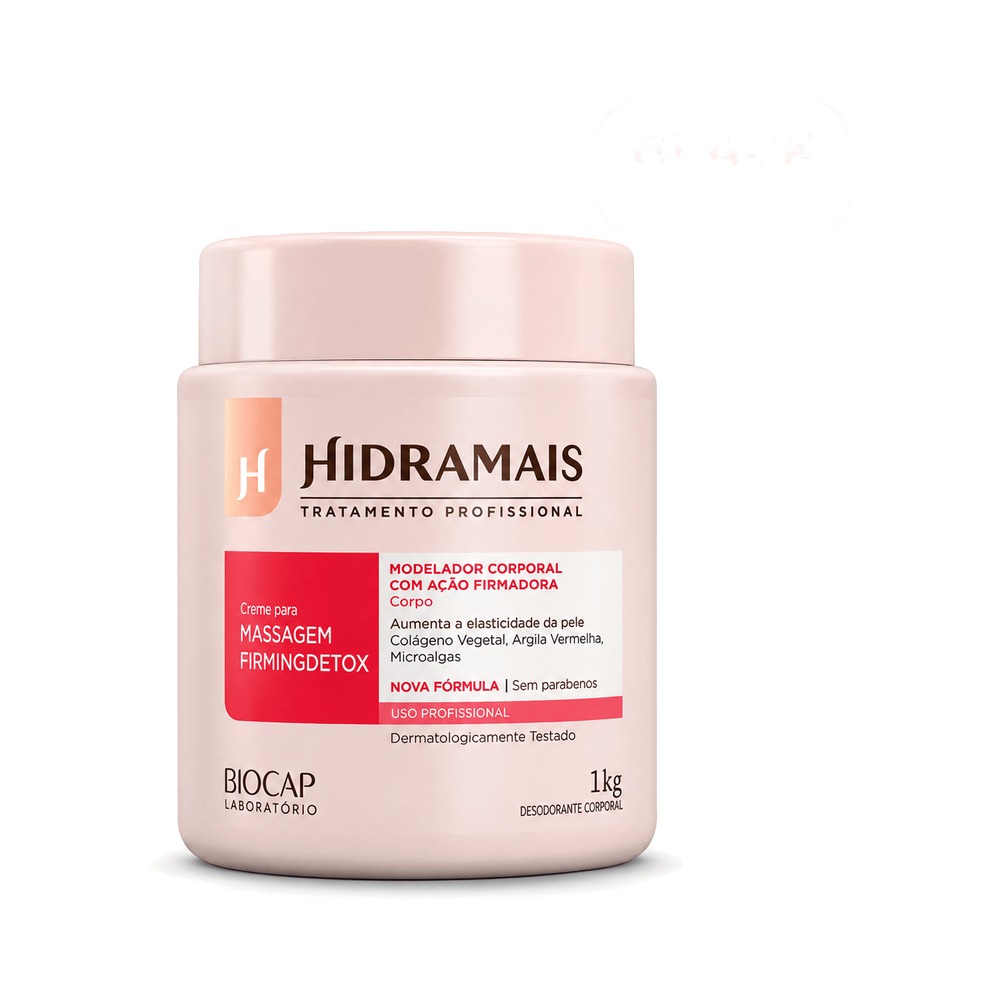 H
HIDRAMAIS
TRATAMENTO PROFISSIONAL
Creme para
MASSAGEM
FIRMINGDETOX
MODELADOR CORPORAL
COM AÇÃO FIRMADORA
Corpo
Aumenta a elasticidade da pele
Colágeno Vegetal, Argila Vermelha,
Microalgas
NOVA FÓRMULA | Sem parabenos
USO PROFISSIONAL
Dermatologicamente Testado
BIOCAP
LABORATÓRIO
1kg
DESODORANTE CORPORAL